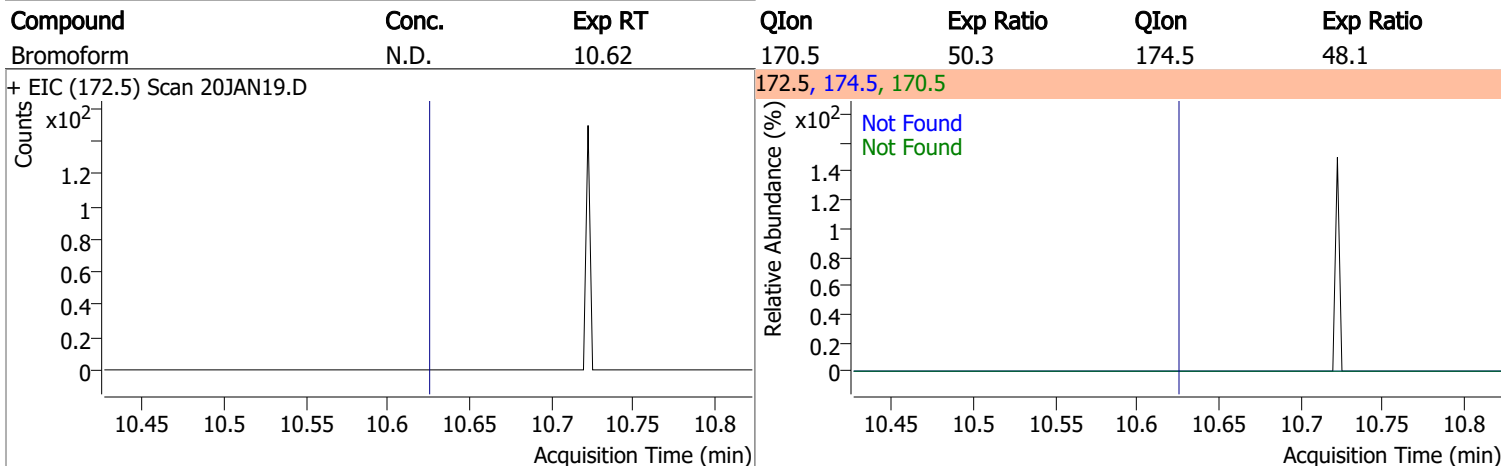 Compound Conc. Exp RT QIon Exp Ratio QIon Exp Ratio
Bromoform N.D. 10.62 170.5 50.3 174.5 48.1
+ EIC (172.5) Scan 20JAN19.D
Counts
x10²
1.2
1
0.8
0.6
0.4
0.2
0
10.45 10.5 10.55 10.6 10.65 10.7 10.75 10.8
Acquisition Time (min)
172.5, 174.5, 170.5
Relative Abundance (%)
x10²
Not Found
Not Found
1.4
1.2
1
0.8
0.6
0.4
0.2
0
10.45 10.5 10.55 10.6 10.65 10.7 10.75 10.8
Acquisition Time (min)